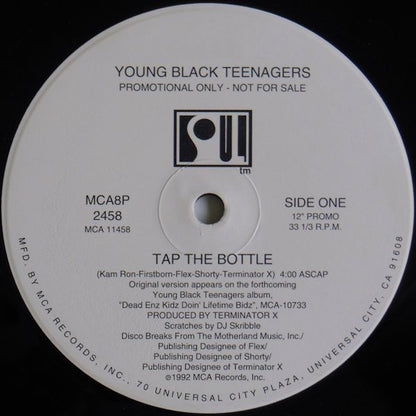 YOUNG BLACK TEENAGERS
PROMOTIONAL ONLY - NOT FOR SALE
SOUL
tm
MCA8P
2458
MCA 11458
SIDE ONE
12" PROMO
33 1/3 R.P.M.
TAP THE BOTTLE
(Kam Ron-Firstborn-Flex-Shorty-Terminator X) 4:00 ASCAP
Original version appears on the forthcoming
Young Black Teenagers album,
"Dead Enz Kidz Doin' Lifetime Bidz", MCA-10733
PRODUCED BY TERMINATOR X
Scratches by DJ Skribble
Disco Breaks From The Motherland Music, Inc./
Publishing Designee of Flex/
Publishing Designee of Shorty/
Publishing Designee of Terminator X
©1992 MCA Records, Inc.
MFD. BY MCA RECORDS, INC., 70 UNIVERSAL CITY PLAZA, UNIVERSAL CITY, CA 91608